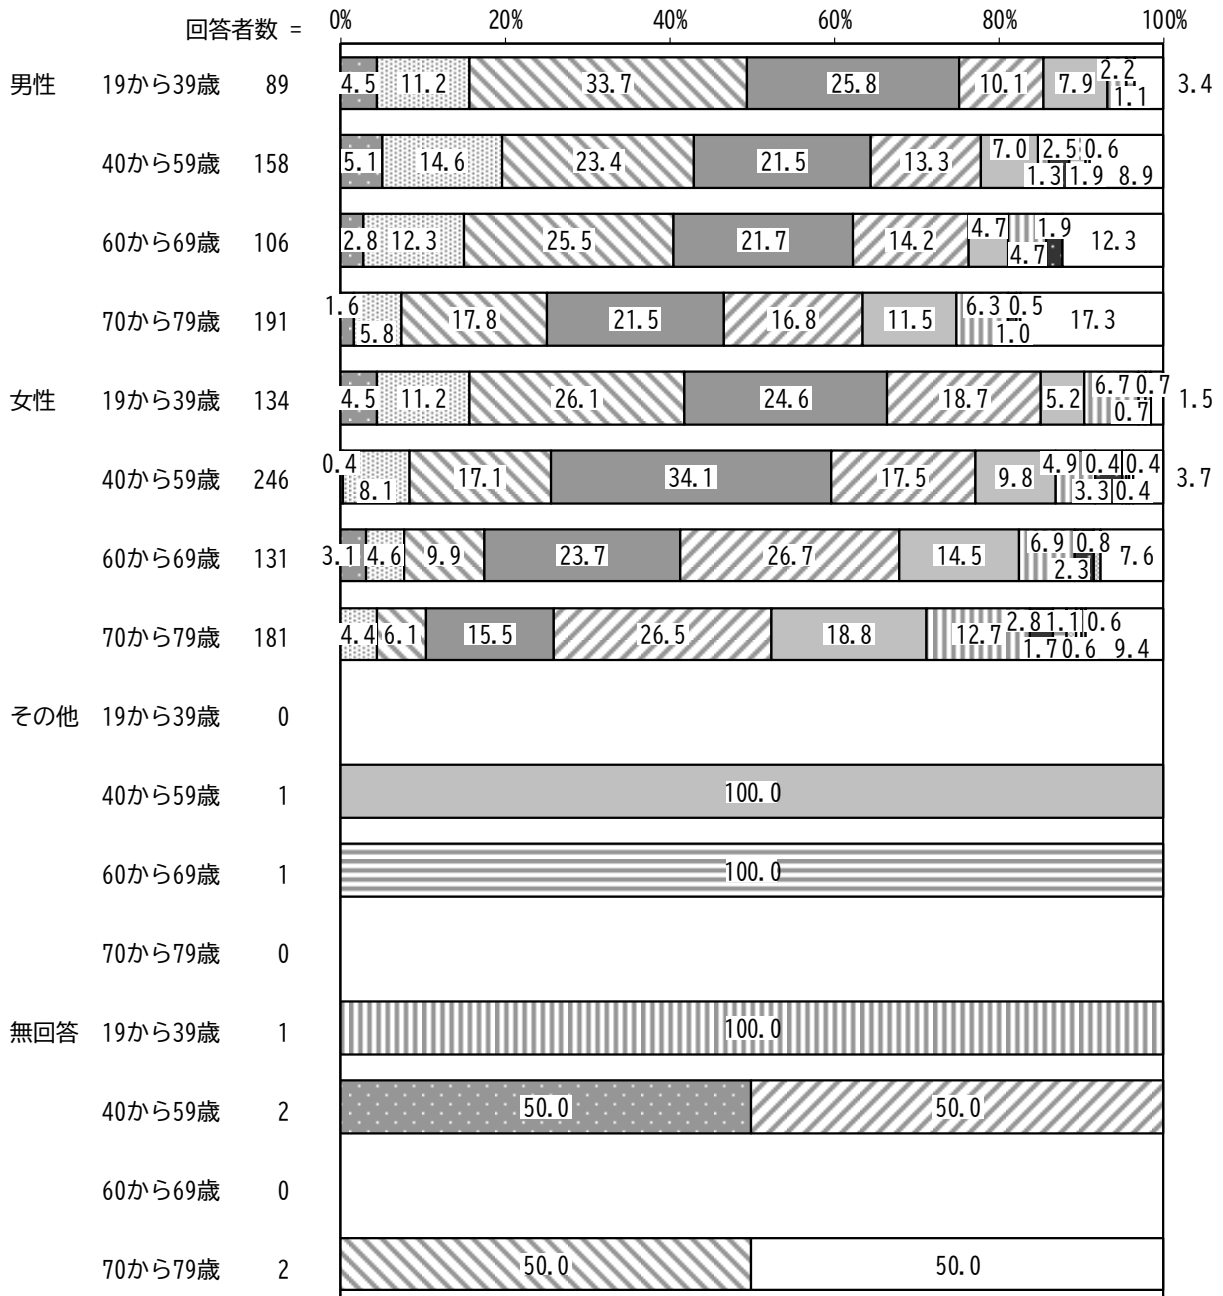 回答者数 = 0% 20% 40% 60% 80% 100%
男性 19から39歳 89 4.5 11.2 33.7 25.8 10.1 7.9 2.2 1.1 3.4
40から59歳 158 5.1 14.6 23.4 21.5 13.3 7.0 1.3 2.5 1.9 0.6 8.9
60から69歳 106 2.8 12.3 25.5 21.7 14.2 4.7 4.7 1.9 12.3
70から79歳 191 1.6 5.8 17.8 21.5 16.8 11.5 6.3 1.0 0.5 17.3
女性 19から39歳 134 4.5 11.2 26.1 24.6 18.7 5.2 6.7 0.7 0.7 1.5
40から59歳 246 0.4 8.1 17.1 34.1 17.5 9.8 4.9 3.3 0.4 0.4 0.4 3.7
60から69歳 131 3.1 4.6 9.9 23.7 26.7 14.5 6.9 2.3 0.8 7.6
70から79歳 181 4.4 6.1 15.5 26.5 18.8 12.7 2.8 1.7 1.1 0.6 0.6 9.4
その他 19から39歳 0
40から59歳 1 100.0
60から69歳 1 100.0
70から79歳 0
無回答 19から39歳 1 100.0
40から59歳 2 50.0 50.0
60から69歳 0
70から79歳 2 50.0 50.0